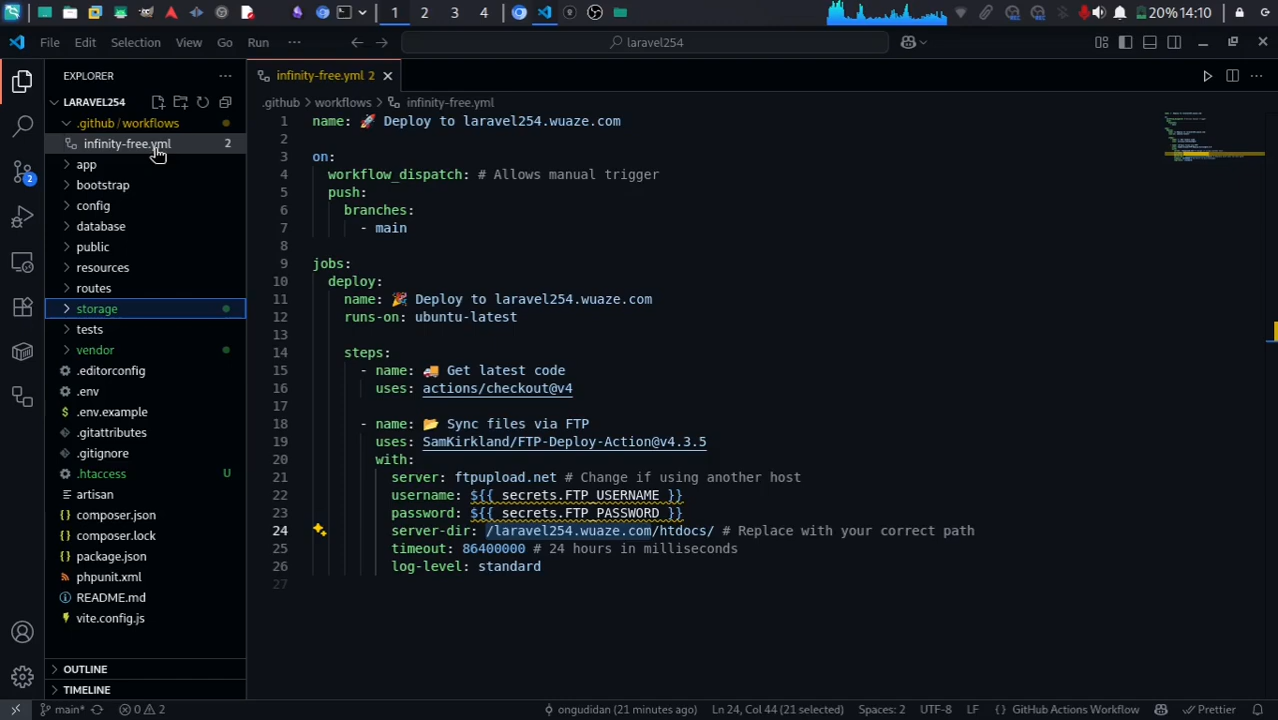 20% 14:10
1 2 3 4
File Edit Selection View Go Run ···
laravel254
EXPLORER ···
infinity-free.yml 2
LARAVEL254
.github > workflows > infinity-free.yml
.github / workflows
infinity-free.yml 2
app
bootstrap
config
database
public
resources
routes
storage
tests
vendor
.editorconfig
.env
.env.example
.gitattributes
.gitignore
.htaccess U
artisan
composer.json
composer.lock
package.json
phpunit.xml
README.md
vite.config.js
OUTLINE
TIMELINE
2
1 name: 🚀 Deploy to laravel254.wuaze.com
2
3 on:
4 workflow_dispatch: # Allows manual trigger
5 push:
6 branches:
7 - main
8
9 jobs:
10 deploy:
11 name: 🎉 Deploy to laravel254.wuaze.com
12 runs-on: ubuntu-latest
13
14 steps:
15 - name: 🚚 Get latest code
16 uses: actions/checkout@v4
17
18 - name: 📂 Sync files via FTP
19 uses: SamKirkland/FTP-Deploy-Action@v4.3.5
20 with:
21 server: ftpupload.net # Change if using another host
22 username: ${{ secrets.FTP_USERNAME }}
23 password: ${{ secrets.FTP_PASSWORD }}
24 server-dir: /laravel254.wuaze.com/htdocs/ # Replace with your correct path
25 timeout: 86400000 # 24 hours in milliseconds
26 log-level: standard
27
main* 0 2 ongudidan (21 minutes ago) Ln 24, Col 44 (21 selected) Spaces: 2 UTF-8 LF {} GitHub Actions Workflow Prettier